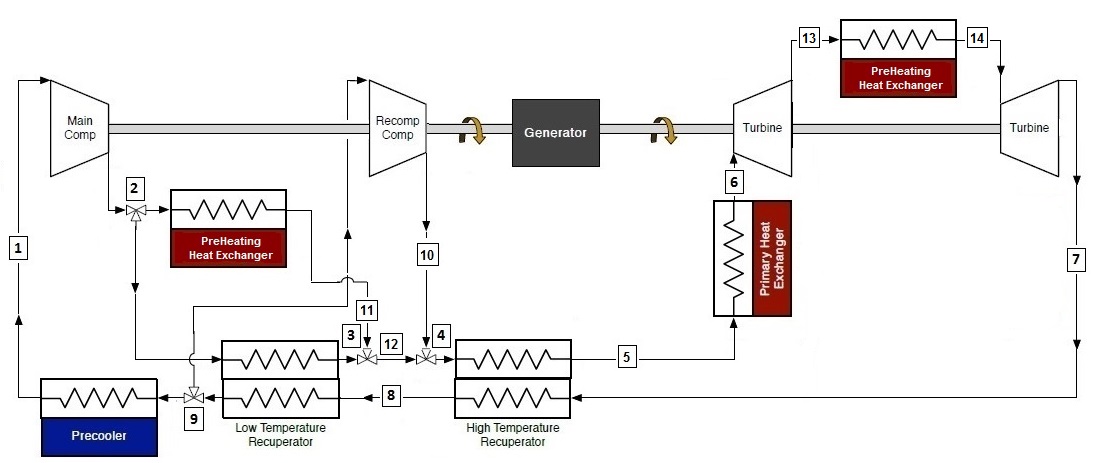 13
14
PreHeating
Heat Exchanger
Main
Comp
Recomp
Comp
Generator
Turbine
Turbine
2
6
PreHeating
Heat Exchanger
Primary Heat
Exchanger
1
10
7
11
3
12
4
5
8
9
Precooler
Low Temperature
Recuperator
High Temperature
Recuperator